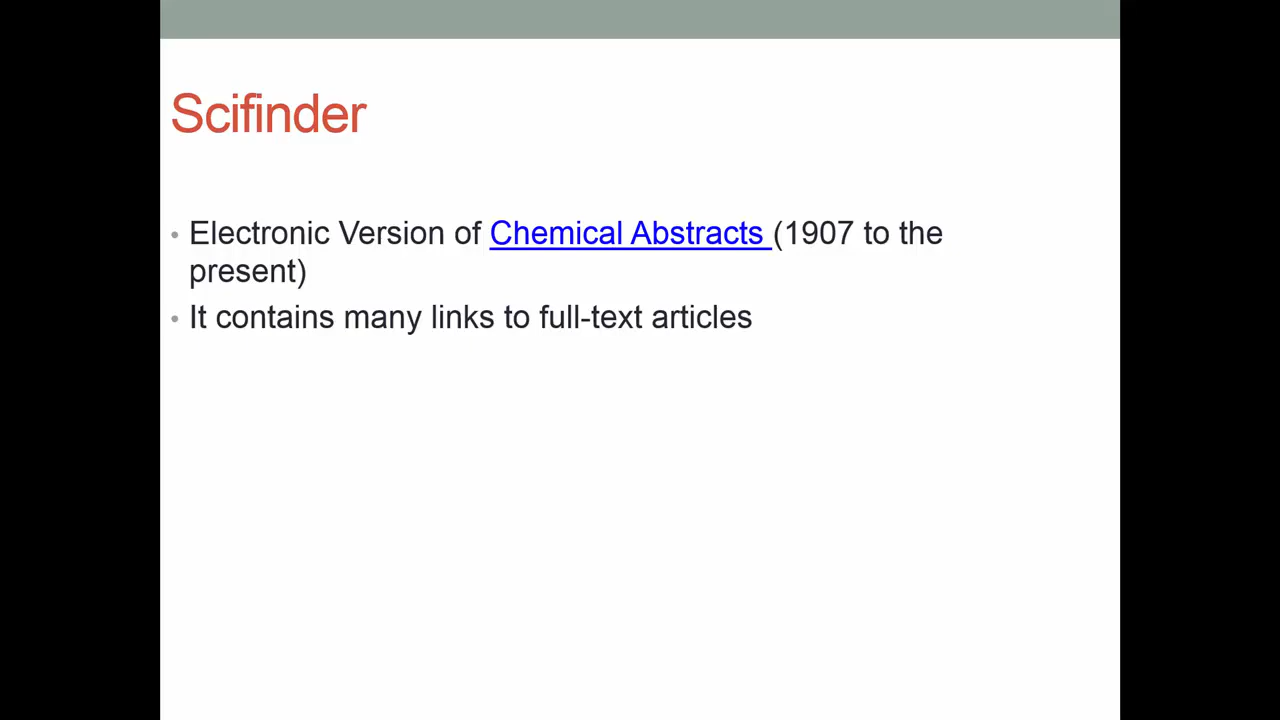 Scifinder
• Electronic Version of Chemical Abstracts (1907 to the
present)
• It contains many links to full-text articles